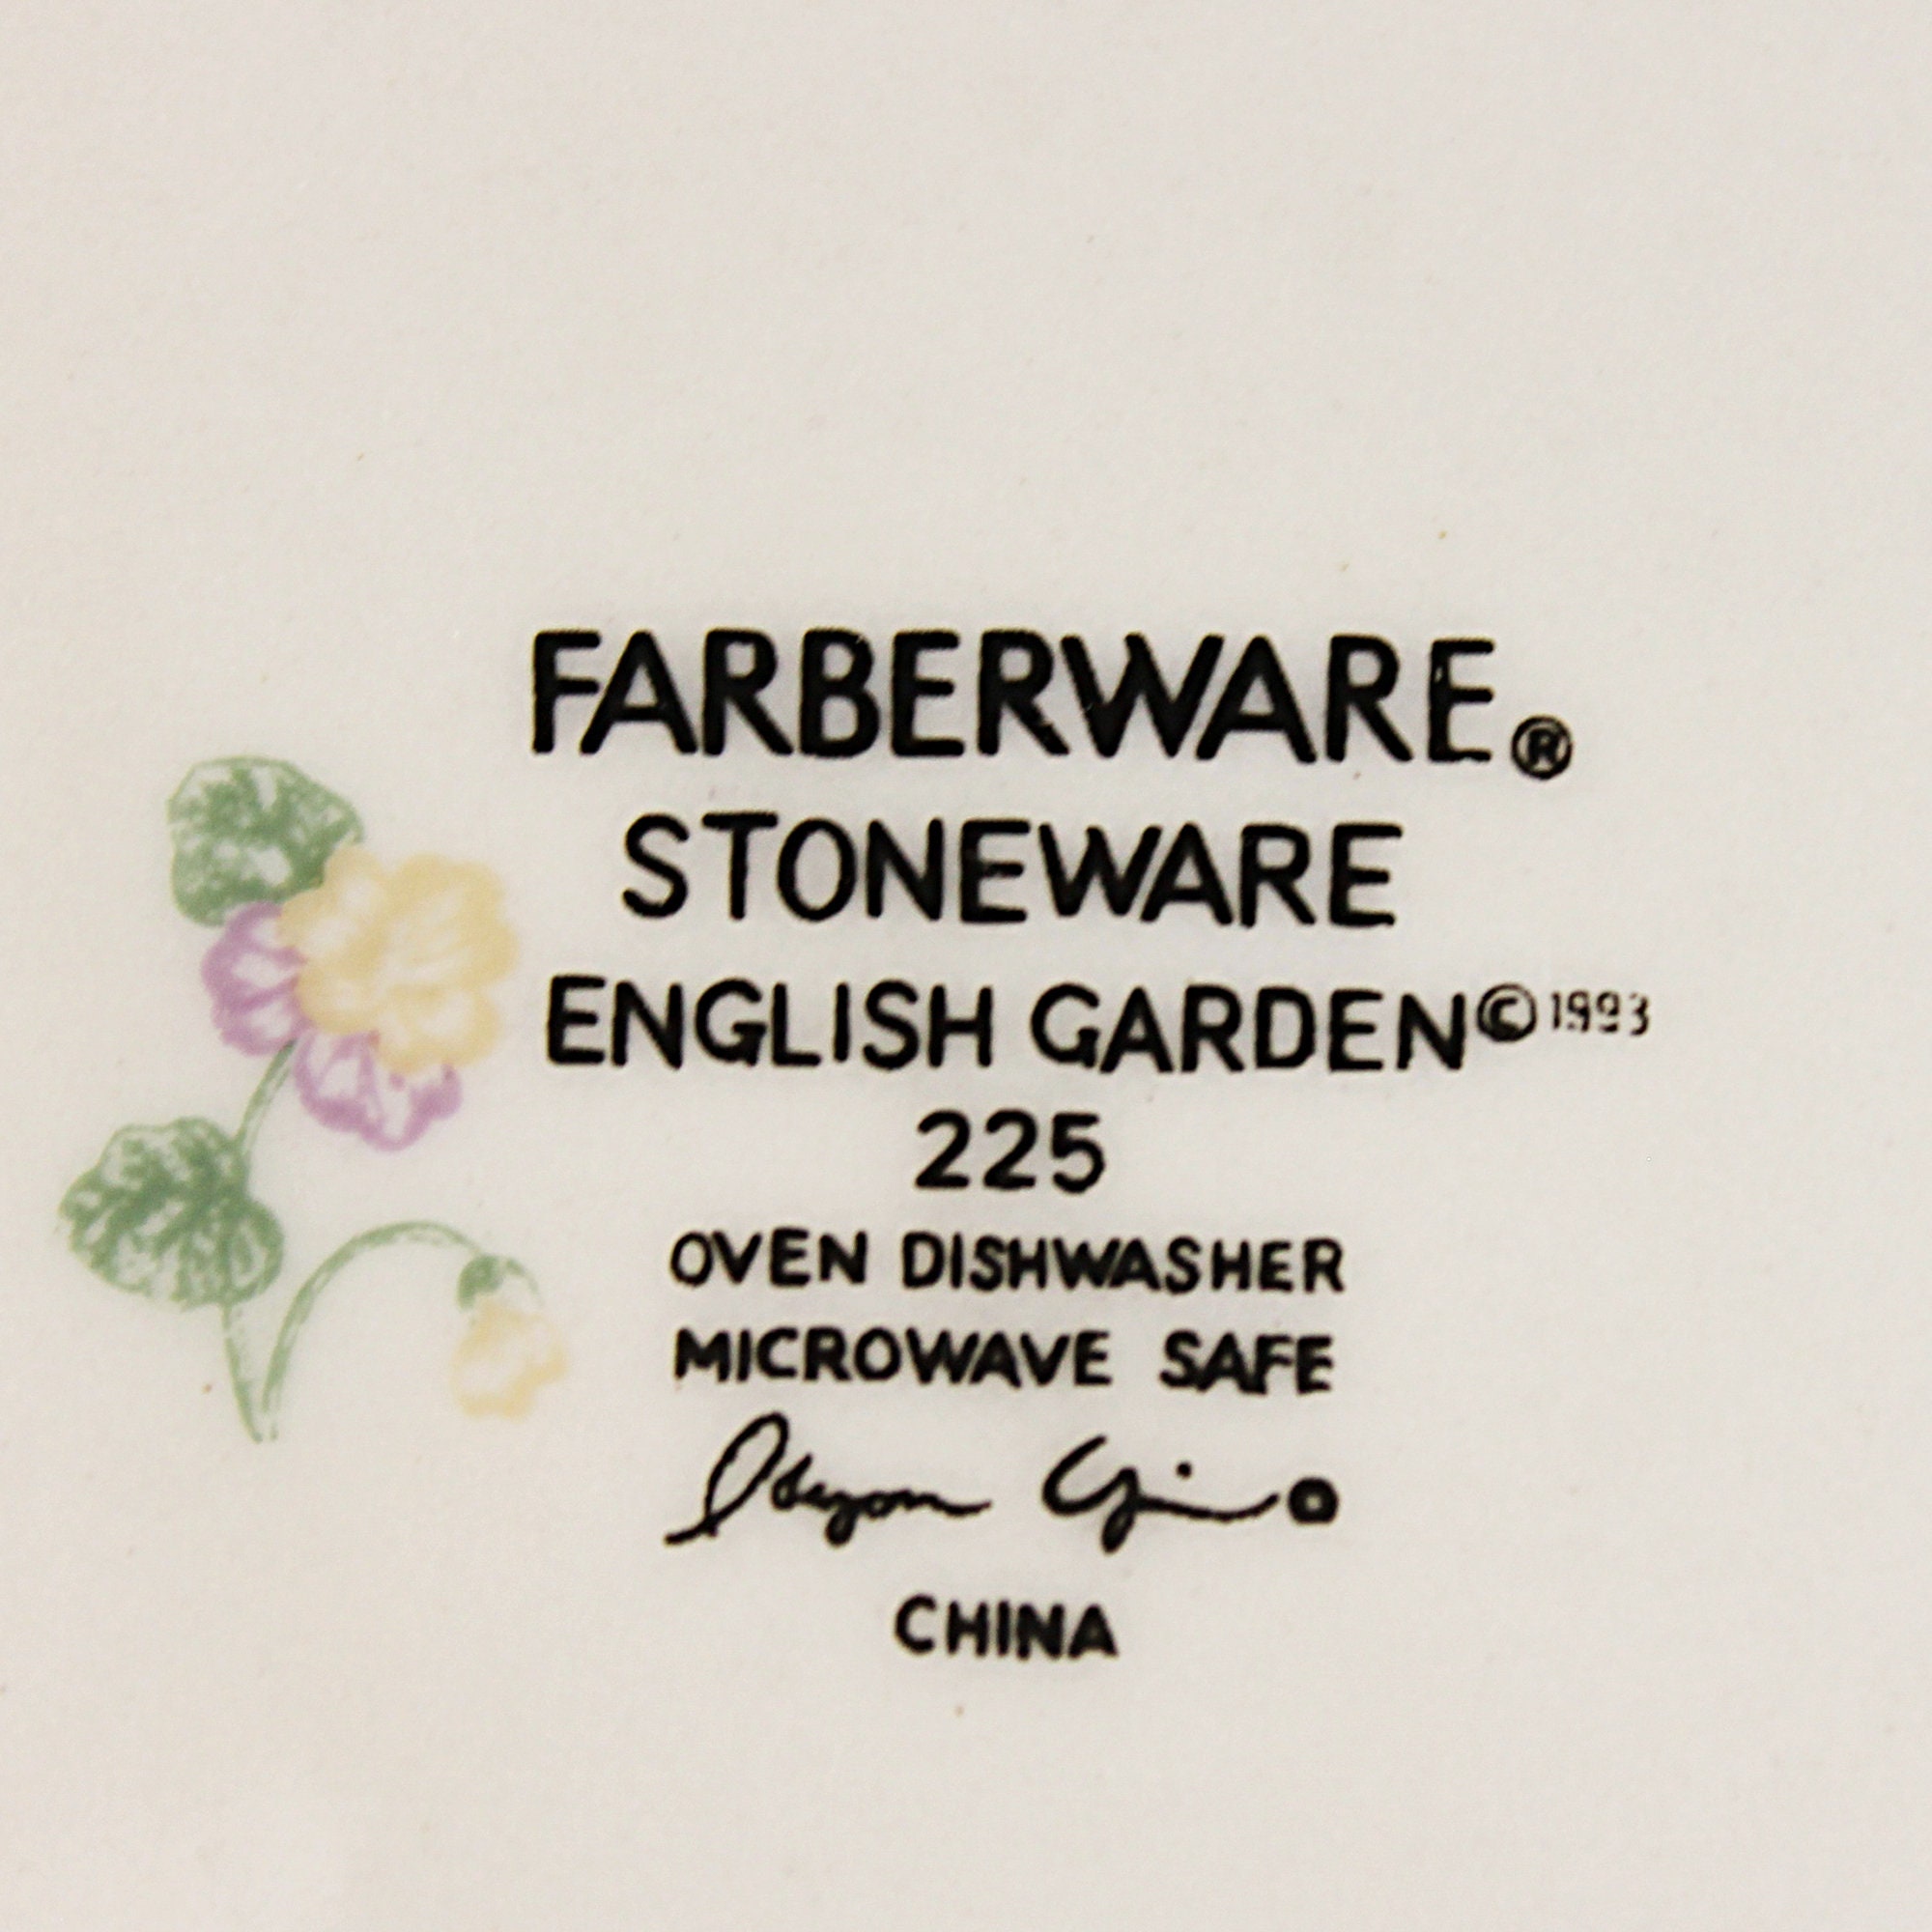 FARBERWARE®
STONEWARE
ENGLISH GARDEN©1993
225
OVEN DISHWASHER
MICROWAVE SAFE
CHINA